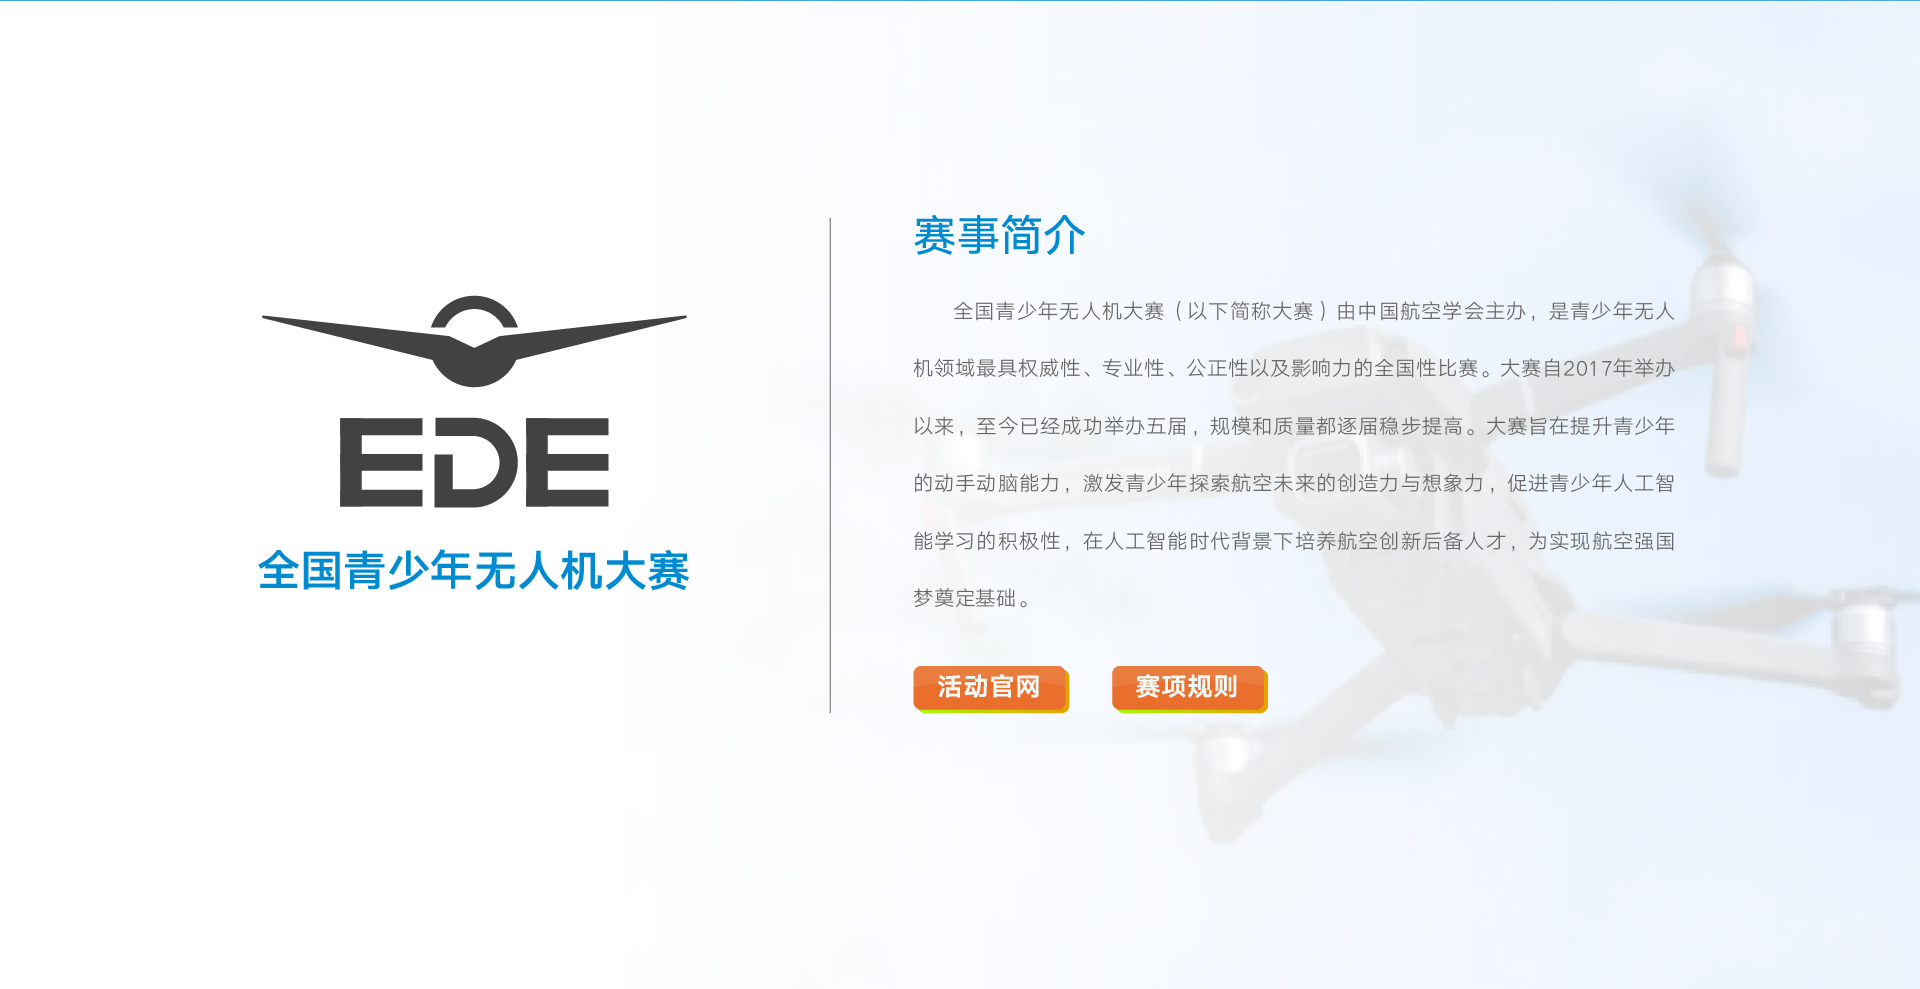 EDE
全国青少年无人机大赛
赛事简介
全国青少年无人机大赛（以下简称大赛）由中国航空学会主办，是青少年无人
机领域最具权威性、专业性、公正性以及影响力的全国性比赛。大赛自2017年举办
以来，至今已经成功举办五届，规模和质量都逐届稳步提高。大赛旨在提升青少年
的动手动脑能力，激发青少年探索航空未来的创造力与想象力，促进青少年人工智
能学习的积极性，在人工智能时代背景下培养航空创新后备人才，为实现航空强国
梦奠定基础。
活动官网
赛项规则